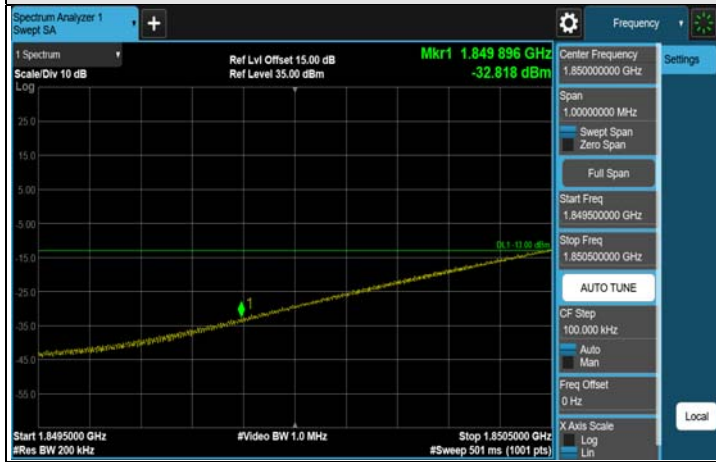 Spectrum Analyzer 1
Swept SA
+
Frequency
1 Spectrum
Scale/Div 10 dB
Log
Ref Lvl Offset 15.00 dB
Ref Level 35.00 dBm
Mkr1 1.849 896 GHz
-32.818 dBm
25.0
15.0
5.00
-5.00
-15.0
-25.0
-35.0
-45.0
-55.0
DL1 -13.00 dBm
1
Start 1.8495000 GHz
#Res BW 200 kHz
#Video BW 1.0 MHz
Stop 1.8505000 GHz
#Sweep 501 ms (1001 pts)
Center Frequency
1.850000000 GHz
Span
1.00000000 MHz
Swept Span
Zero Span
Full Span
Start Freq
1.849500000 GHz
Stop Freq
1.850500000 GHz
AUTO TUNE
CF Step
100.000 kHz
Auto
Man
Freq Offset
0 Hz
X Axis Scale
Log
Lin
Settings
Local